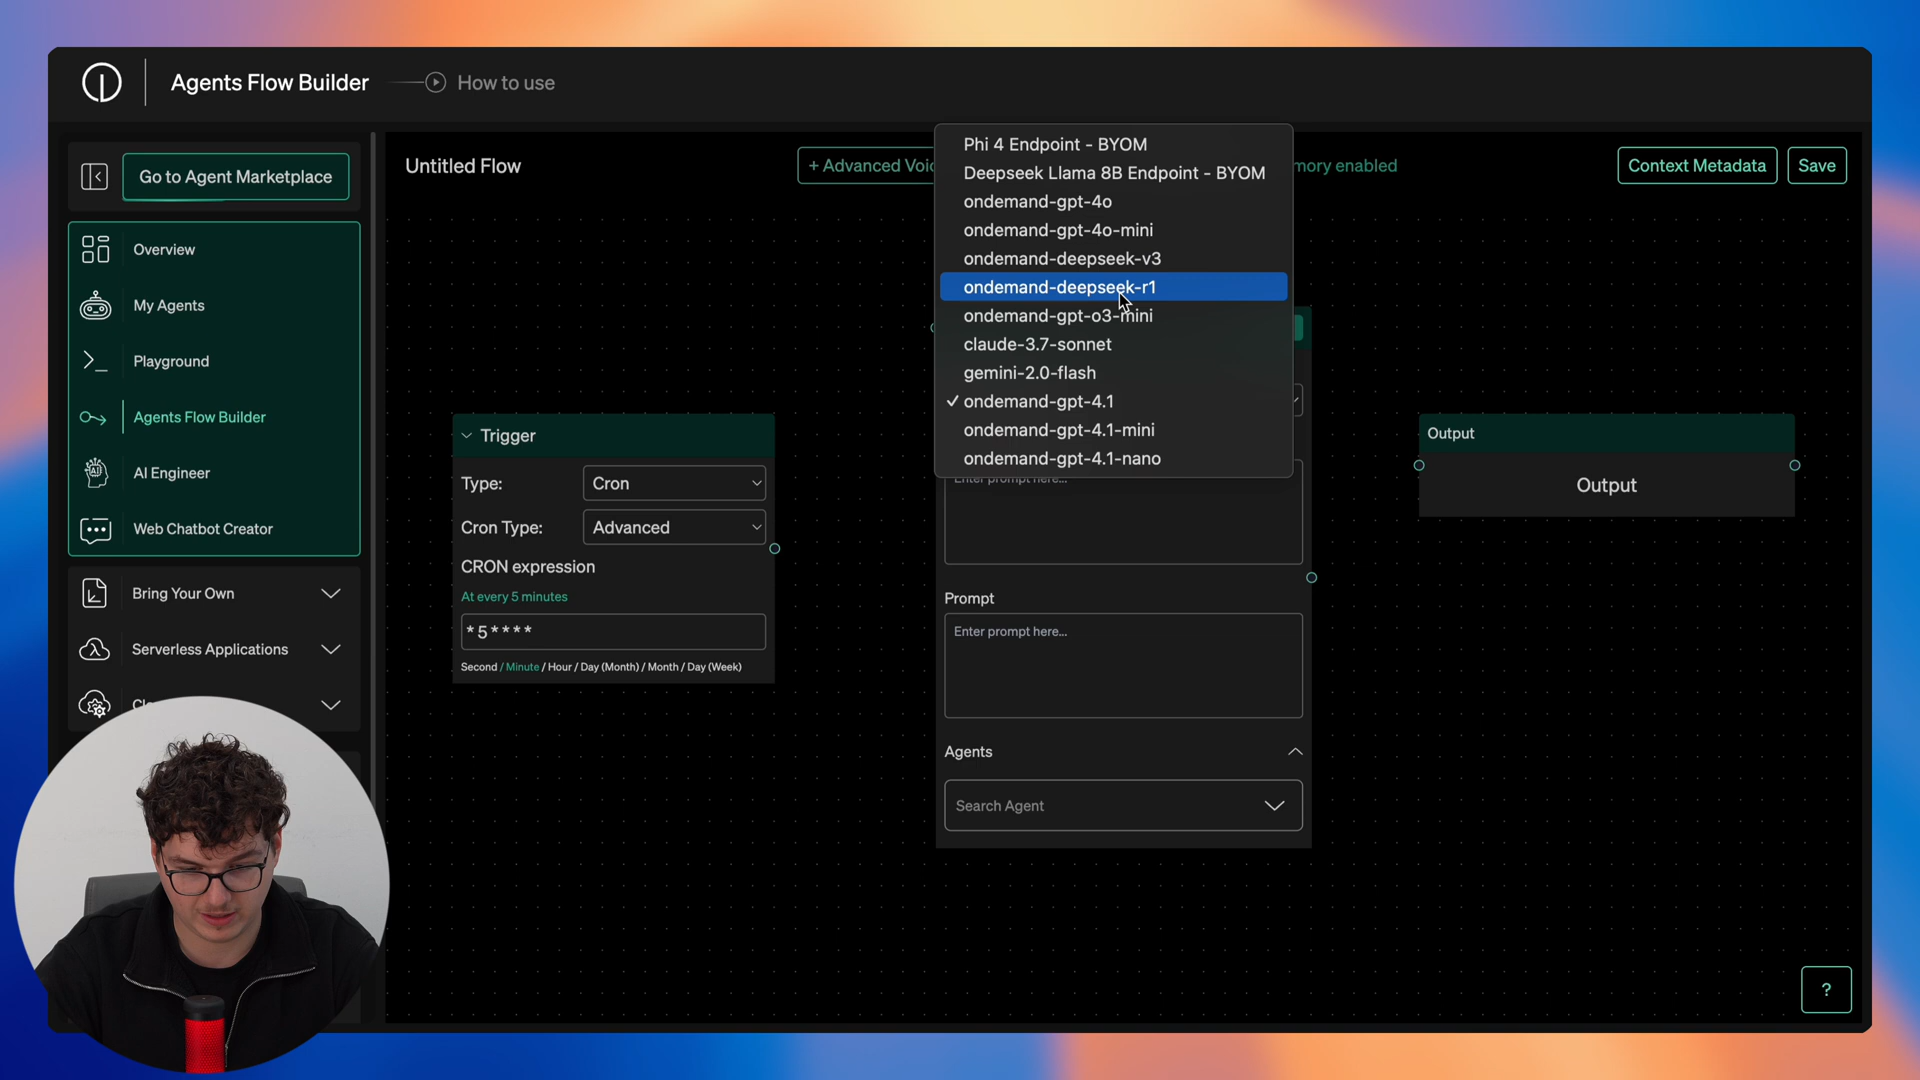 Agents Flow Builder
How to use
Go to Agent Marketplace
Overview
My Agents
Playground
Agents Flow Builder
AI Engineer
Web Chatbot Creator
Bring Your Own
Serverless Applications
Untitled Flow
+ Advanced Voi
mory enabled
Context Metadata
Save
Phi 4 Endpoint - BYOM
Deepseek Llama 8B Endpoint - BYOM
ondemand-gpt-4o
ondemand-gpt-4o-mini
ondemand-deepseek-v3
ondemand-deepseek-r1
ondemand-gpt-o3-mini
claude-3.7-sonnet
gemini-2.0-flash
✓ ondemand-gpt-4.1
ondemand-gpt-4.1-mini
ondemand-gpt-4.1-nano
Trigger
Type:
Cron
Cron Type:
Advanced
CRON expression
At every 5 minutes
* 5 * * * *
Second / Minute / Hour / Day (Month) / Month / Day (Week)
Enter prompt here...
Prompt
Enter prompt here...
Agents
Search Agent
Output
Output
?